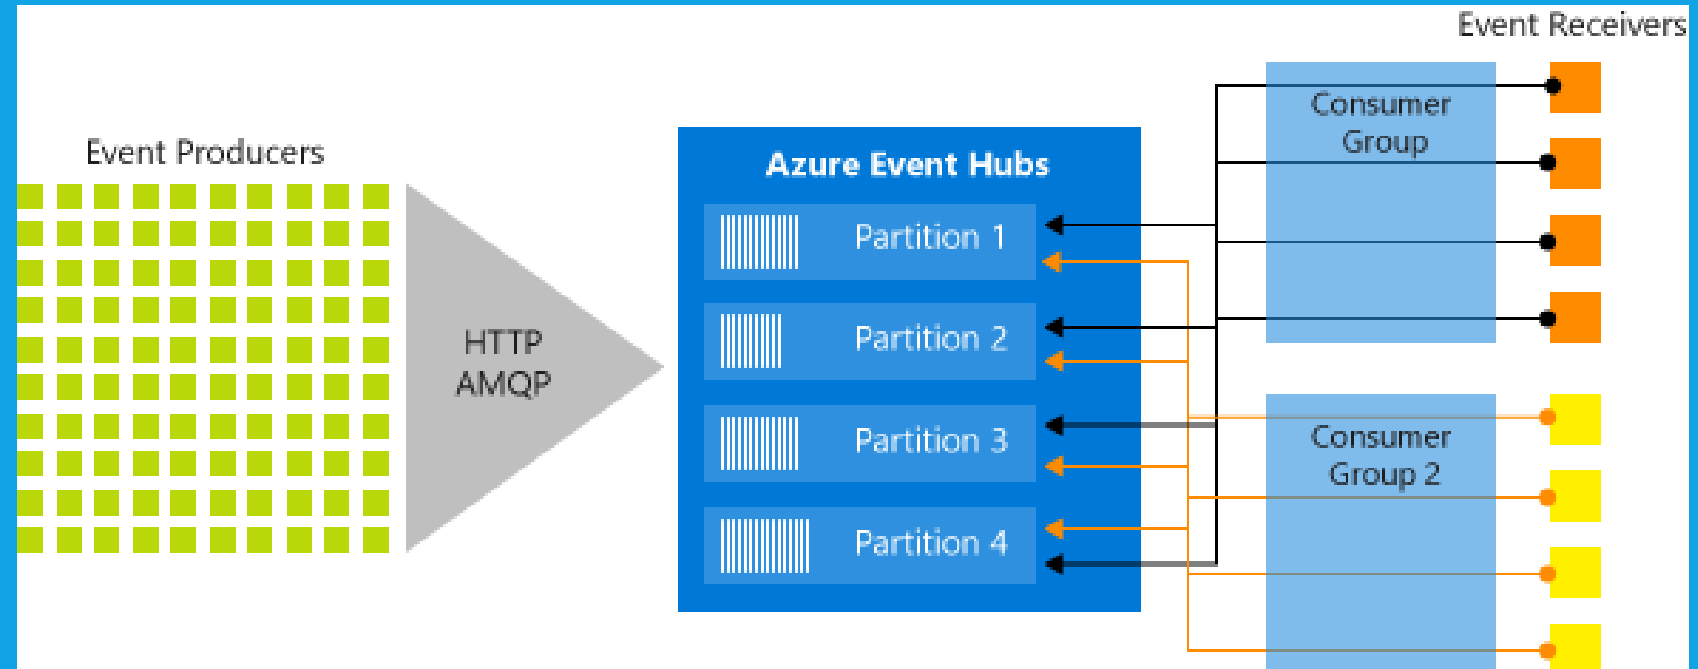 Event Receivers
Event Producers
HTTP
AMQP
Azure Event Hubs
Partition 1
Partition 2
Partition 3
Partition 4
Consumer
Group
Consumer
Group 2